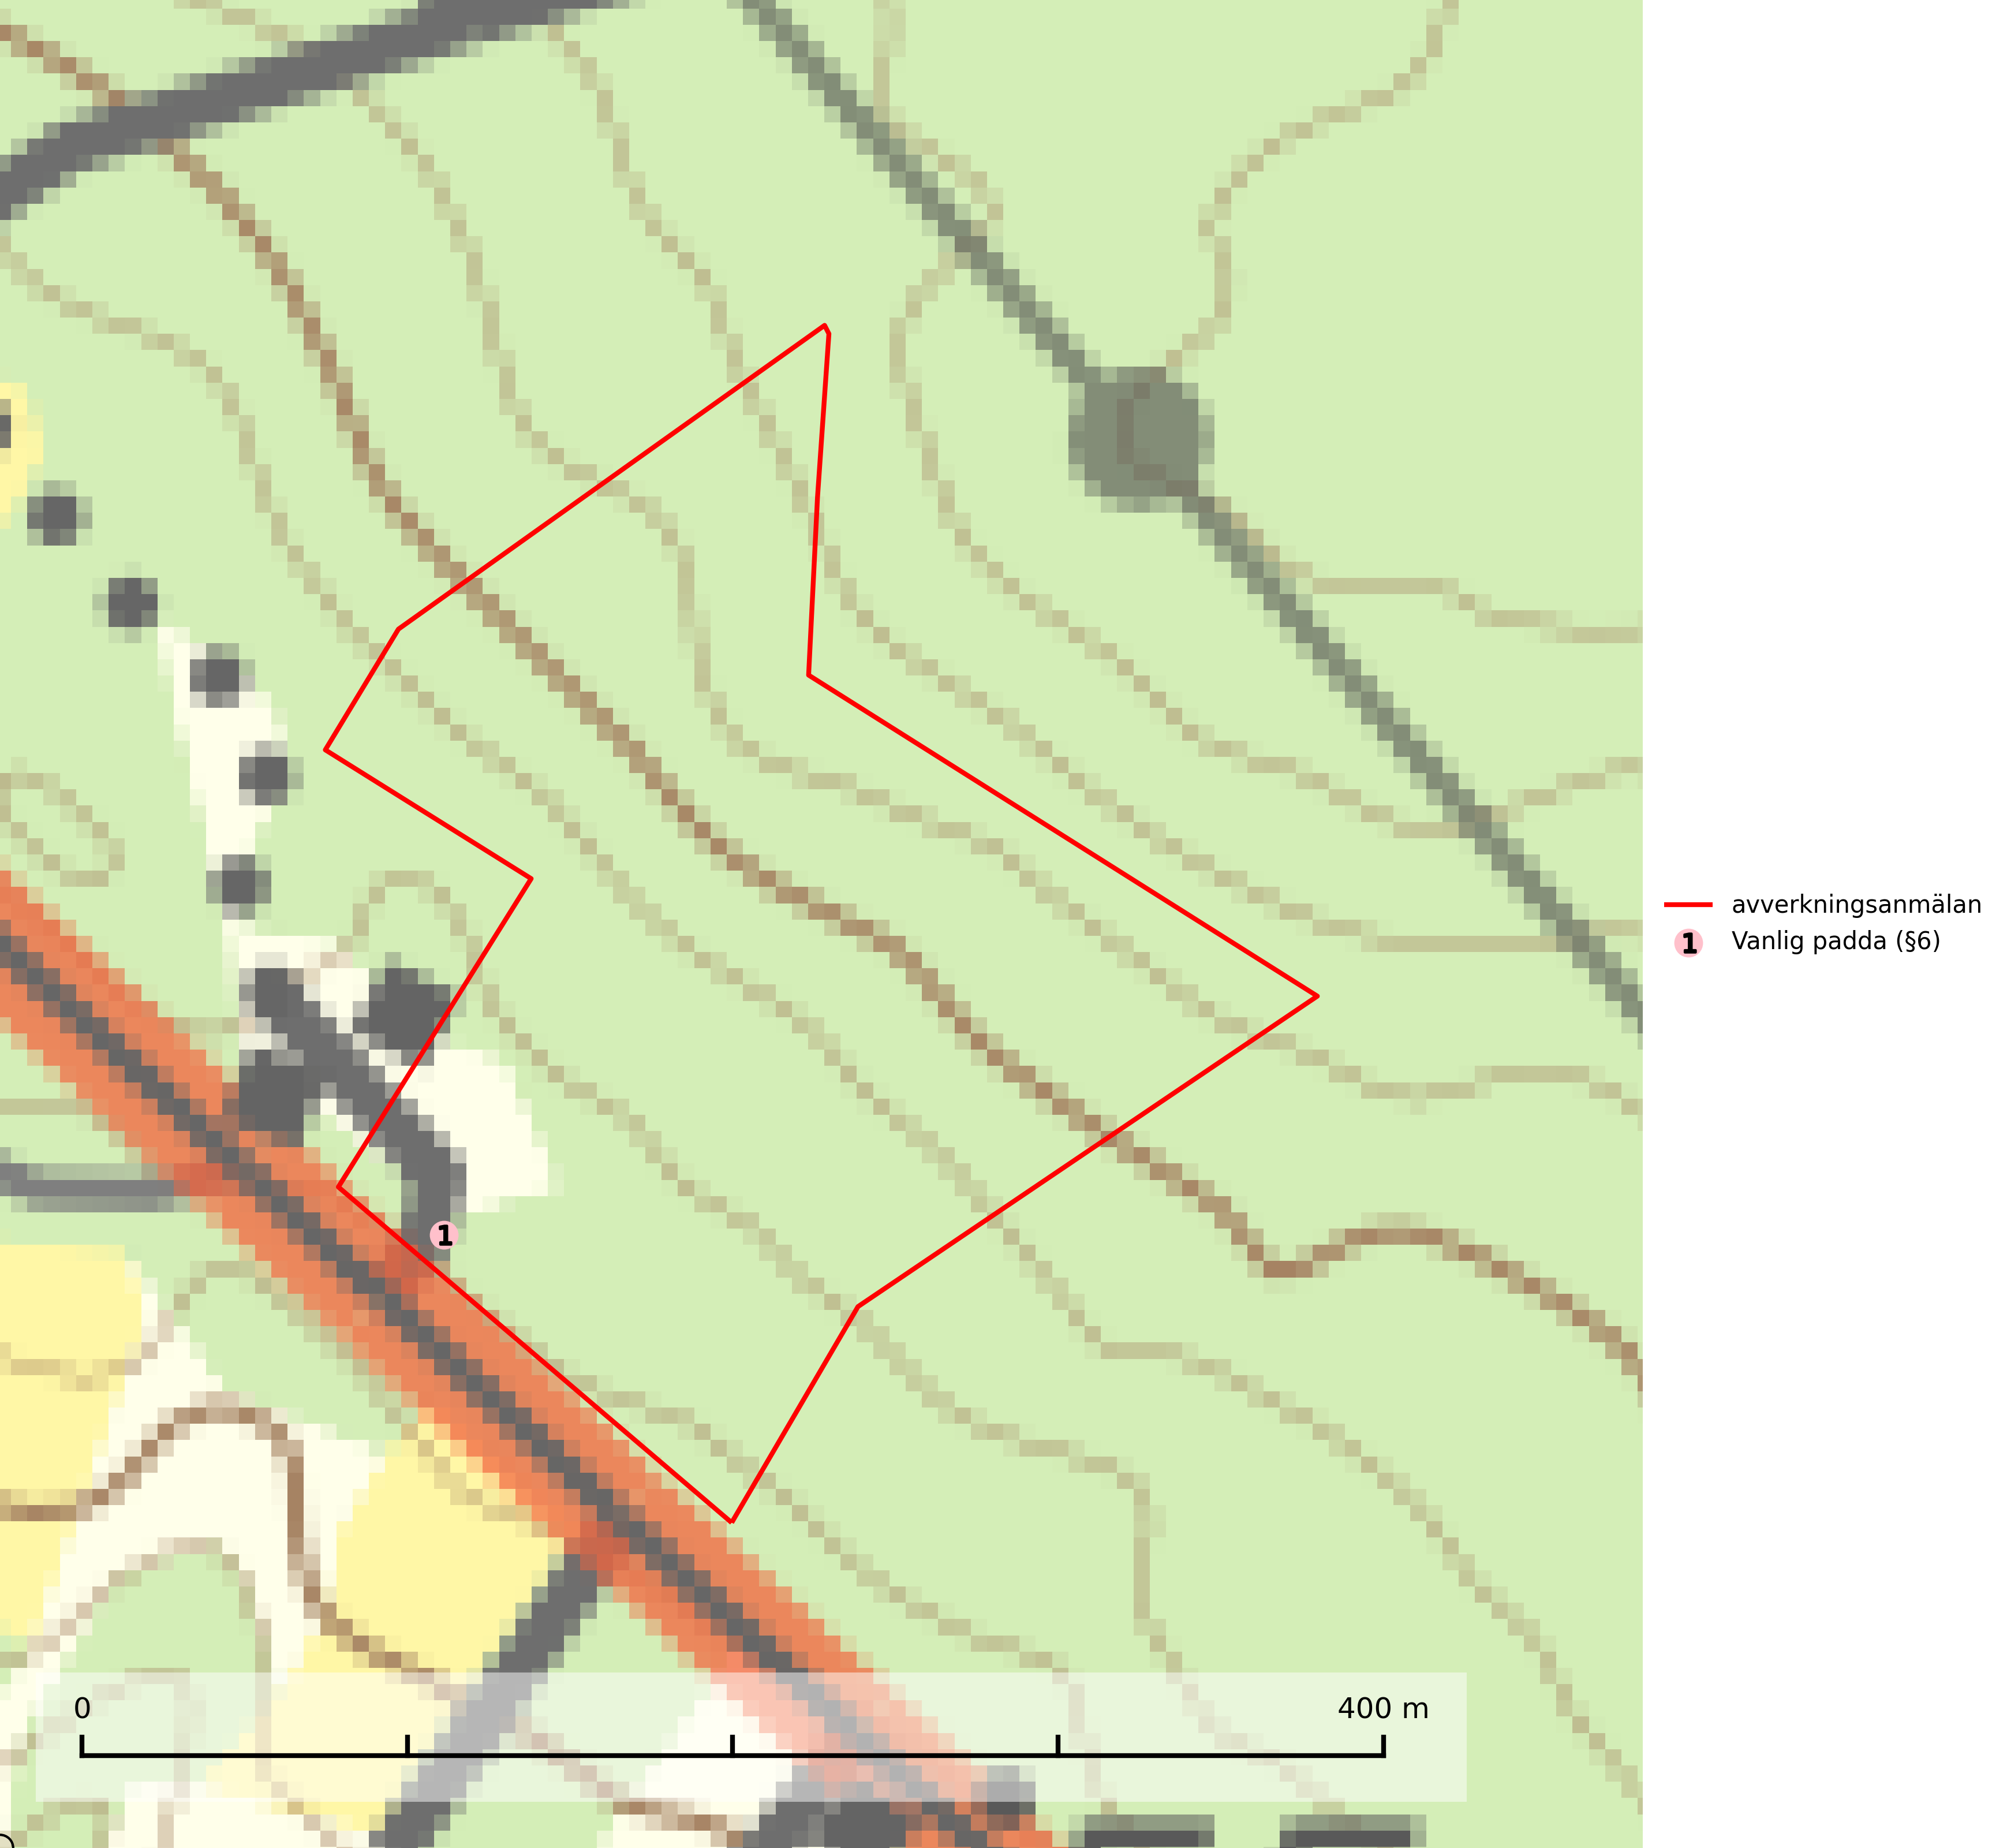 1
0
400 m
avverkningsanmälan
1 Vanlig padda (§6)